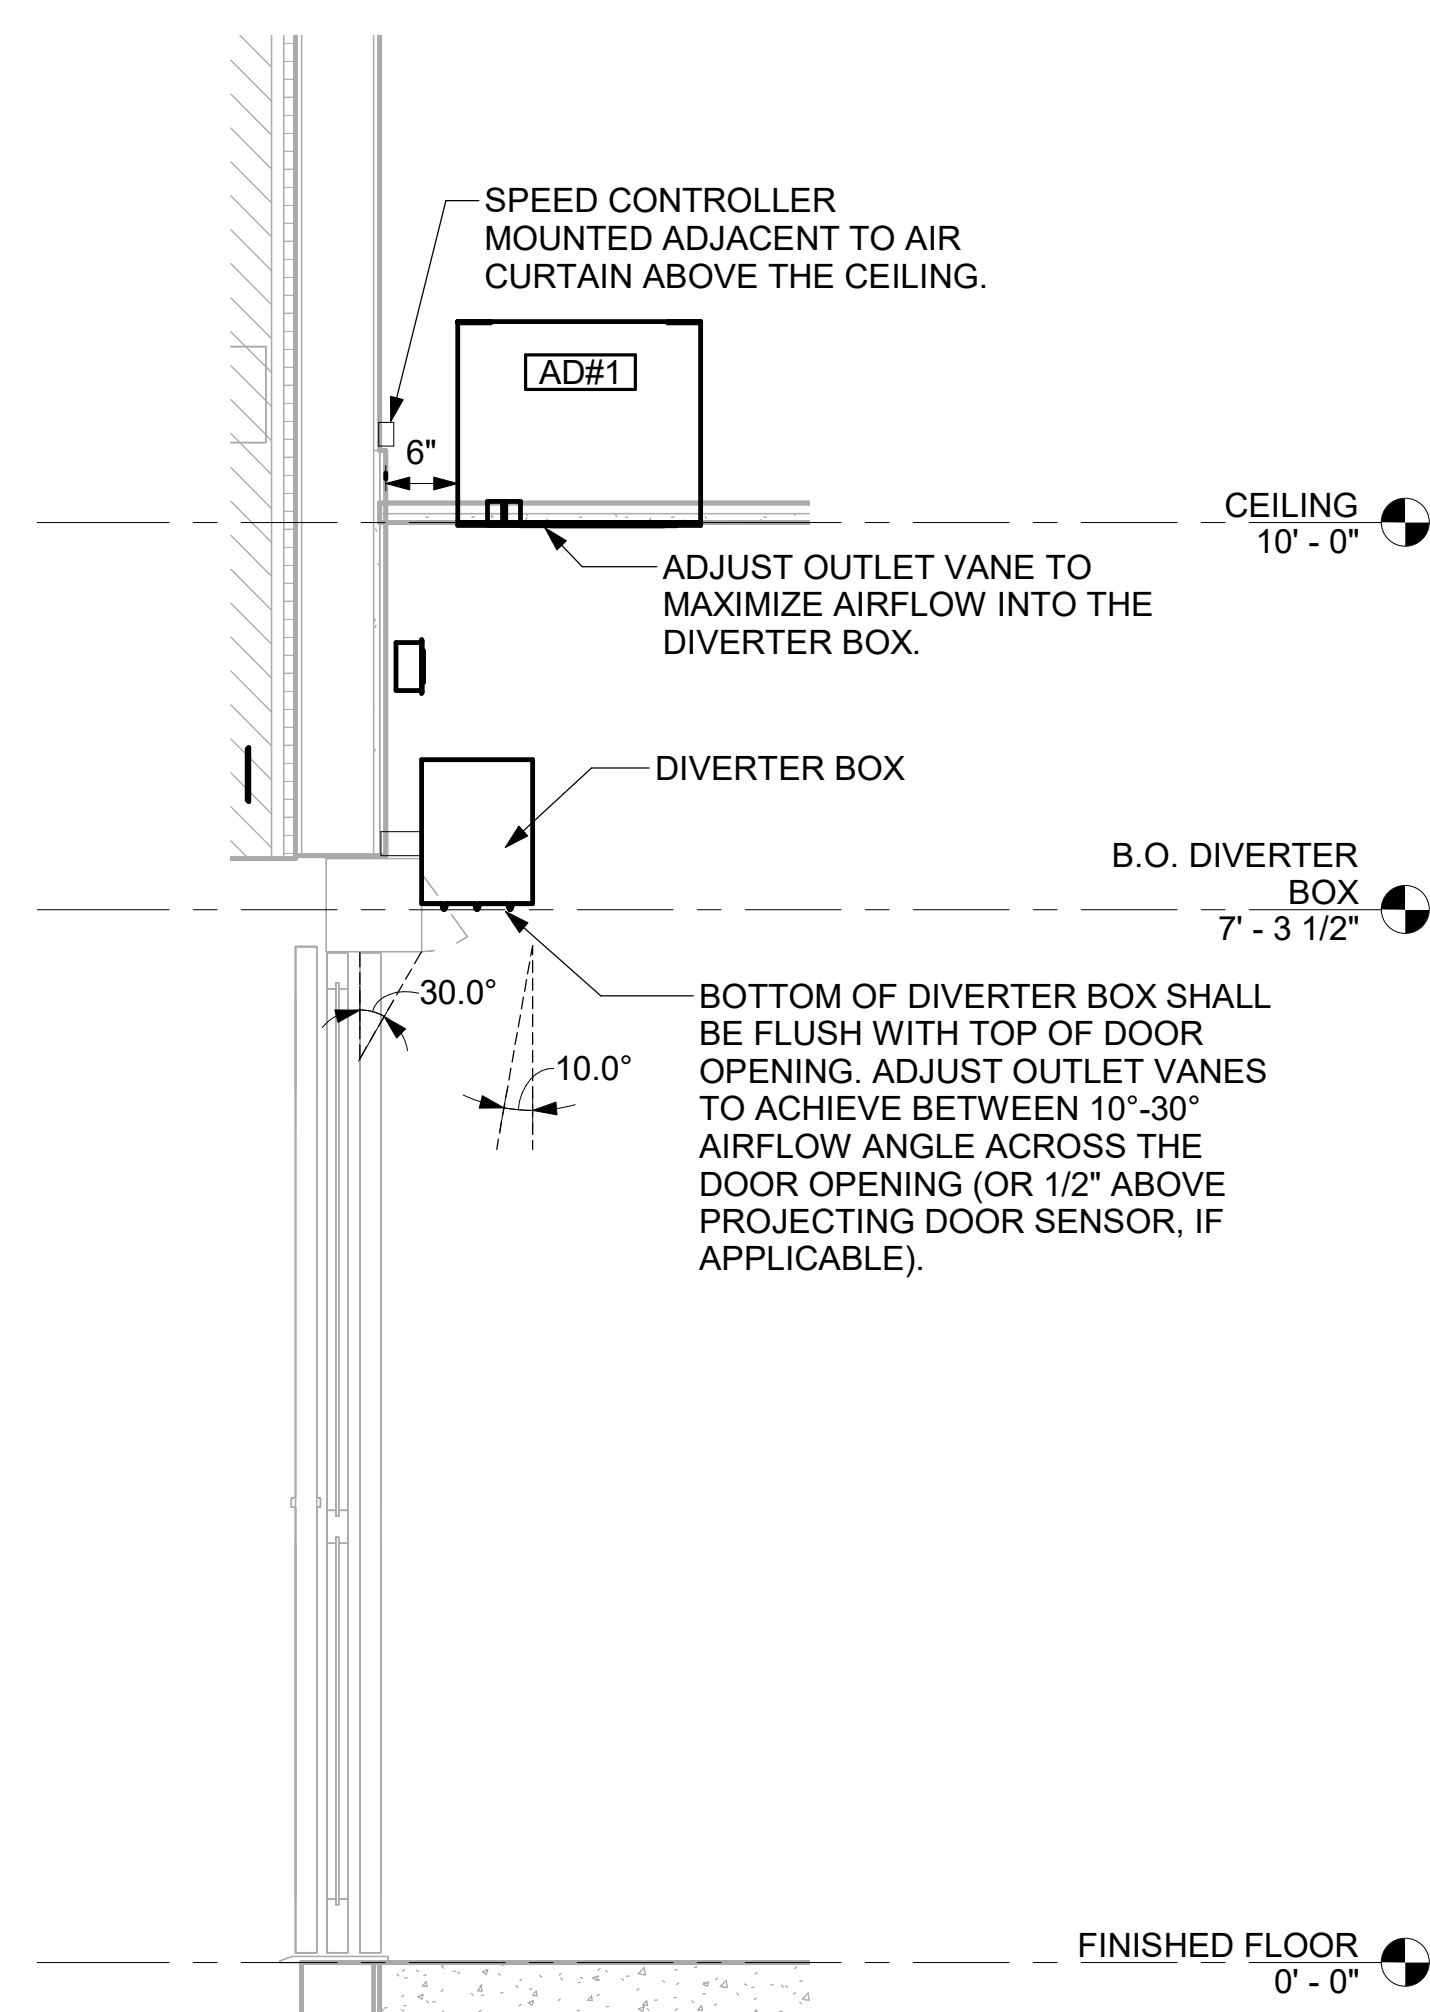 SPEED CONTROLLER
MOUNTED ADJACENT TO AIR
CURTAIN ABOVE THE CEILING.
AD#1
6"
CEILING
10' - 0"
ADJUST OUTLET VANE TO
MAXIMIZE AIRFLOW INTO THE
DIVERTER BOX.
DIVERTER BOX
B.O. DIVERTER
BOX
7' - 3 1/2"
30.0°
10.0°
BOTTOM OF DIVERTER BOX SHALL
BE FLUSH WITH TOP OF DOOR
OPENING. ADJUST OUTLET VANES
TO ACHIEVE BETWEEN 10°-30°
AIRFLOW ANGLE ACROSS THE
DOOR OPENING (OR 1/2" ABOVE
PROJECTING DOOR SENSOR, IF
APPLICABLE).
FINISHED FLOOR
0' - 0"